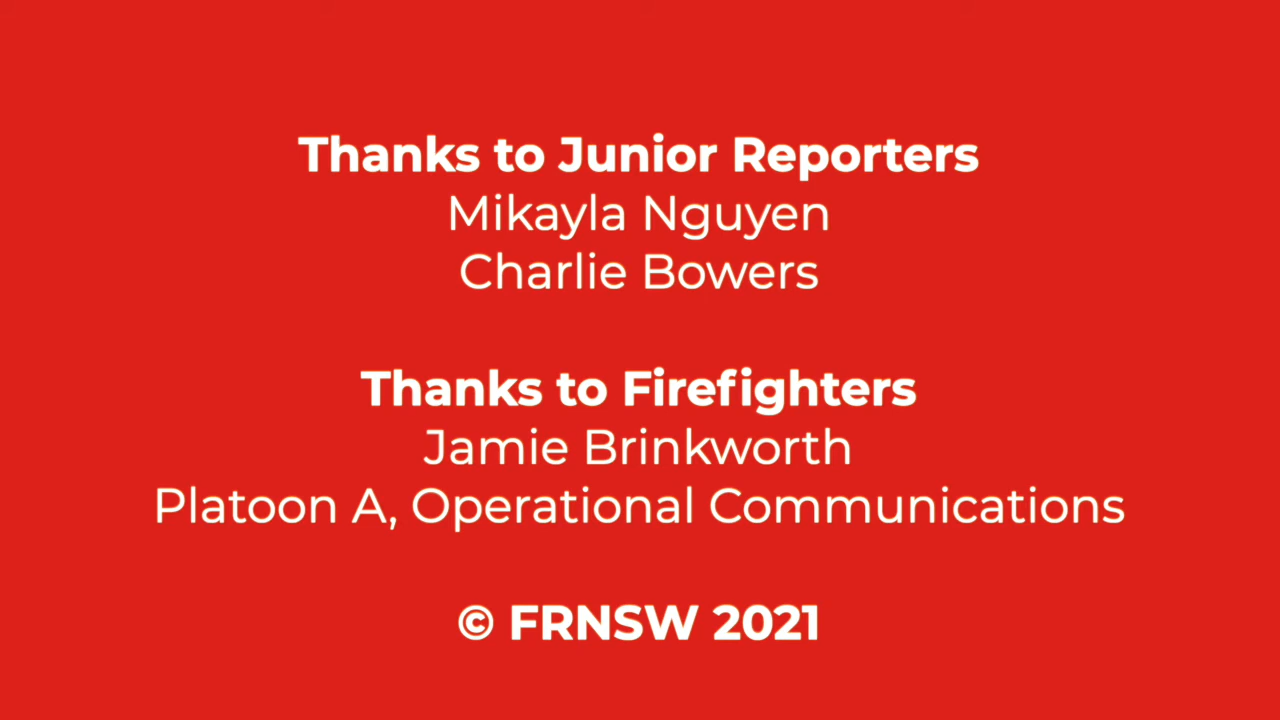 Thanks to Junior Reporters
Mikayla Nguyen
Charlie Bowers
Thanks to Firefighters
Jamie Brinkworth
Platoon A, Operational Communications
© FRNSW 2021